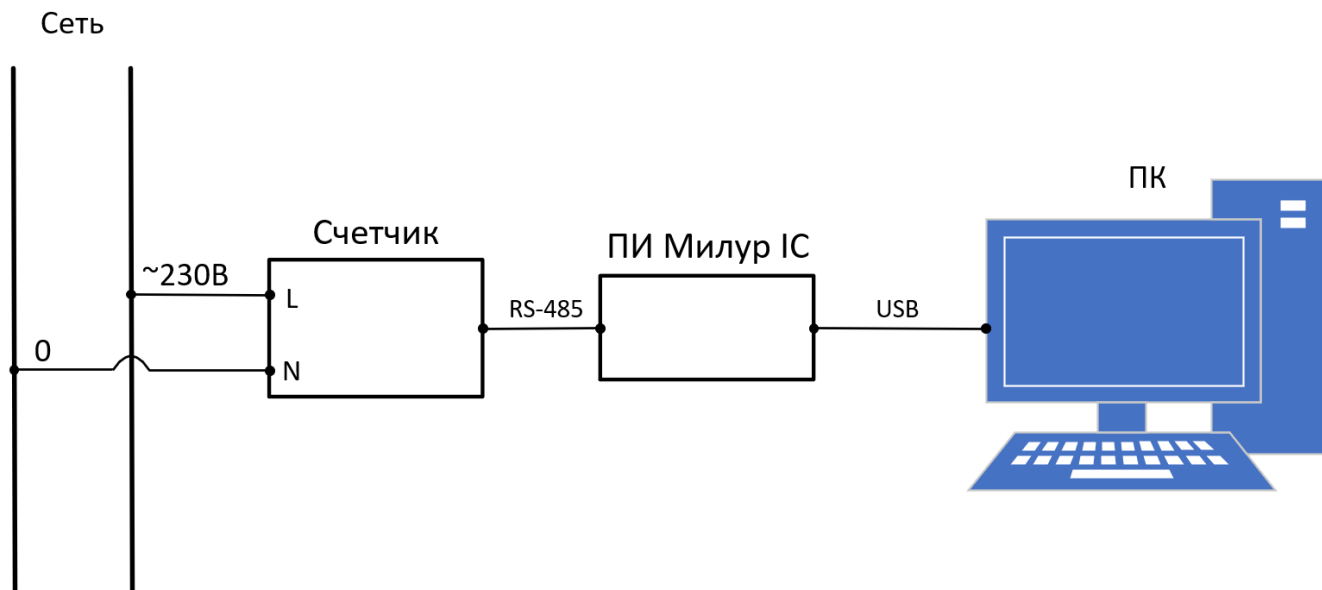 Сеть
ПК
Счетчик
ПИ Милур IC
~230В
L
RS-485
USB
0
N